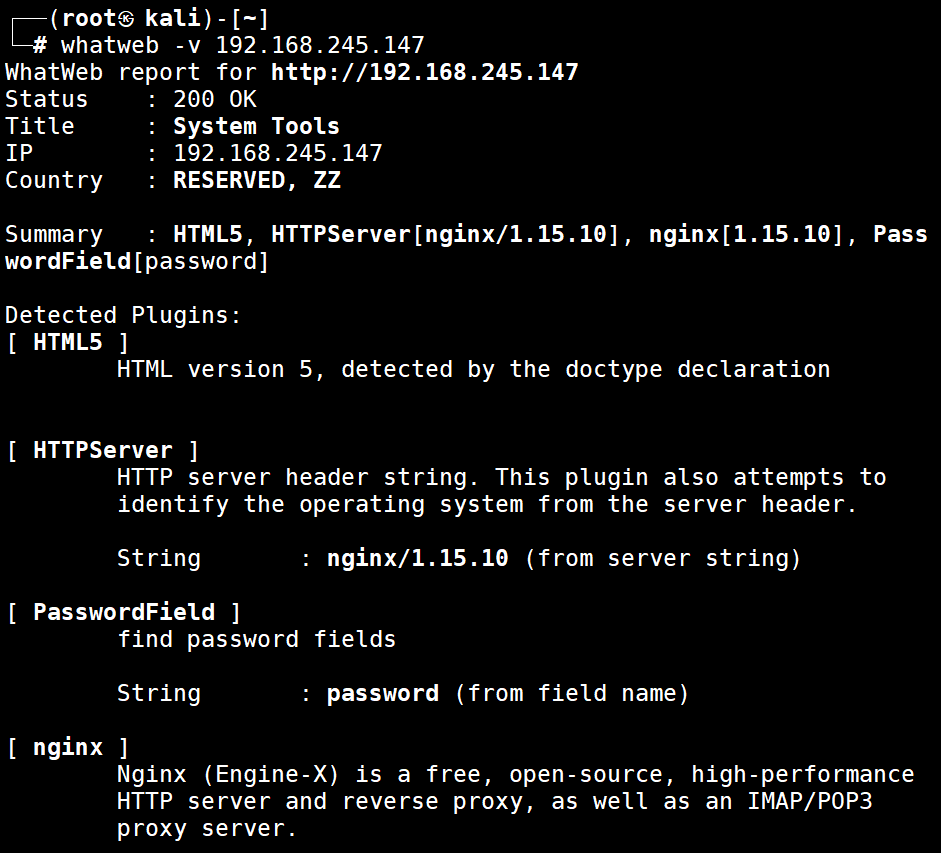 ┌──(root㉿ kali)-[~]
└─# whatweb -v 192.168.245.147
WhatWeb report for http://192.168.245.147
Status    : 200 OK
Title     : System Tools
IP        : 192.168.245.147
Country   : RESERVED, ZZ
Summary   : HTML5, HTTPServer[nginx/1.15.10], nginx[1.15.10], Pass
wordField[password]
Detected Plugins:
[ HTML5 ]
HTML version 5, detected by the doctype declaration
[ HTTPServer ]
HTTP server header string. This plugin also attempts to
identify the operating system from the server header.
String       : nginx/1.15.10 (from server string)
[ PasswordField ]
find password fields
String       : password (from field name)
[ nginx ]
Nginx (Engine-X) is a free, open-source, high-performance
HTTP server and reverse proxy, as well as an IMAP/POP3
proxy server.